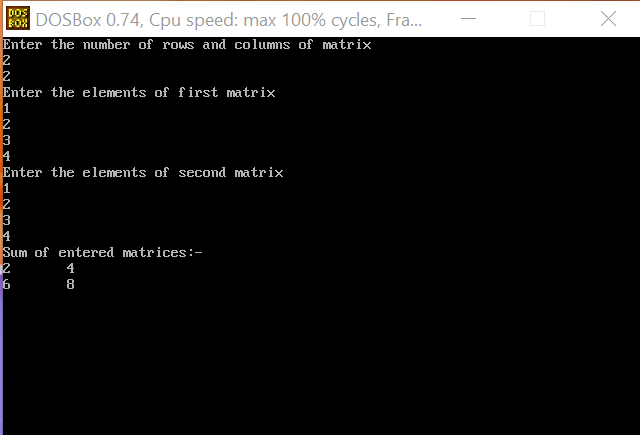 DOS
BOX
DOSBox 0.74, Cpu speed: max 100% cycles, Fra...
Enter the number of rows and columns of matrix
2
2
Enter the elements of first matrix
1
2
3
4
Enter the elements of second matrix
1
2
3
4
Sum of entered matrices:-
2 4
6 8